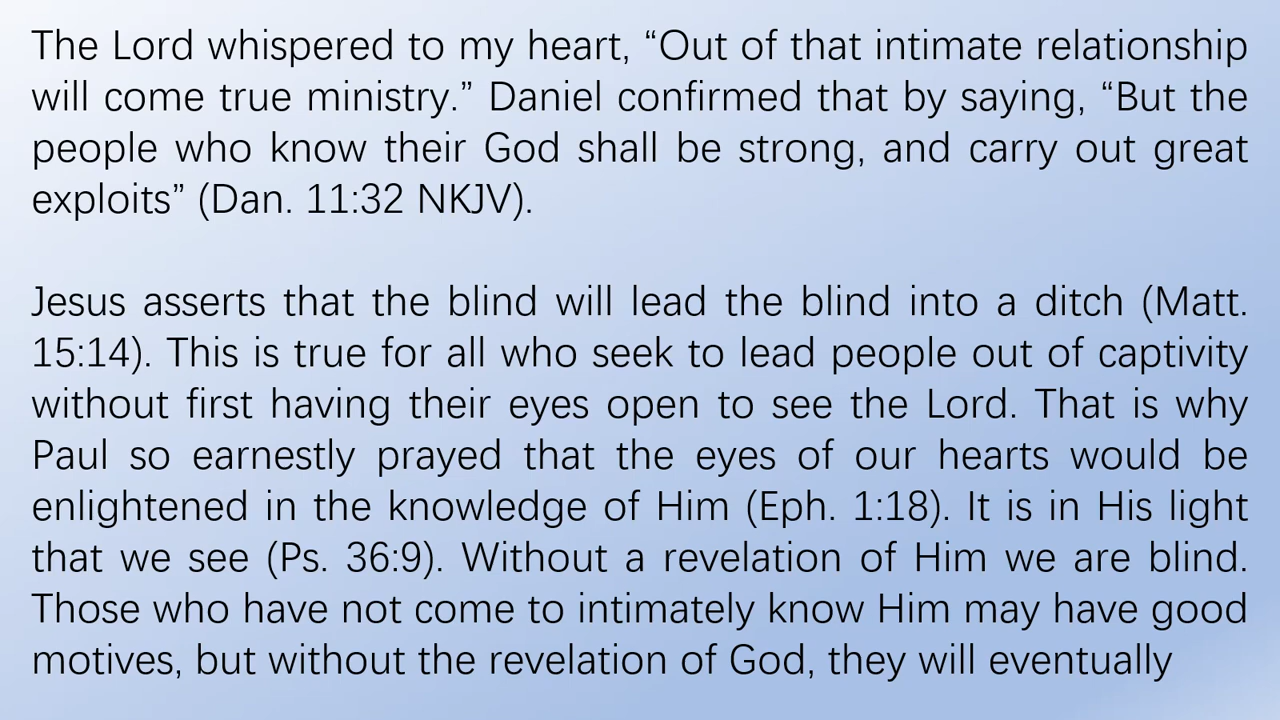 The Lord whispered to my heart, “Out of that intimate relationship
will come true ministry.” Daniel confirmed that by saying, “But the
people who know their God shall be strong, and carry out great
exploits” (Dan. 11:32 NKJV).
Jesus asserts that the blind will lead the blind into a ditch (Matt.
15:14). This is true for all who seek to lead people out of captivity
without first having their eyes open to see the Lord. That is why
Paul so earnestly prayed that the eyes of our hearts would be
enlightened in the knowledge of Him (Eph. 1:18). It is in His light
that we see (Ps. 36:9). Without a revelation of Him we are blind.
Those who have not come to intimately know Him may have good
motives, but without the revelation of God, they will eventually